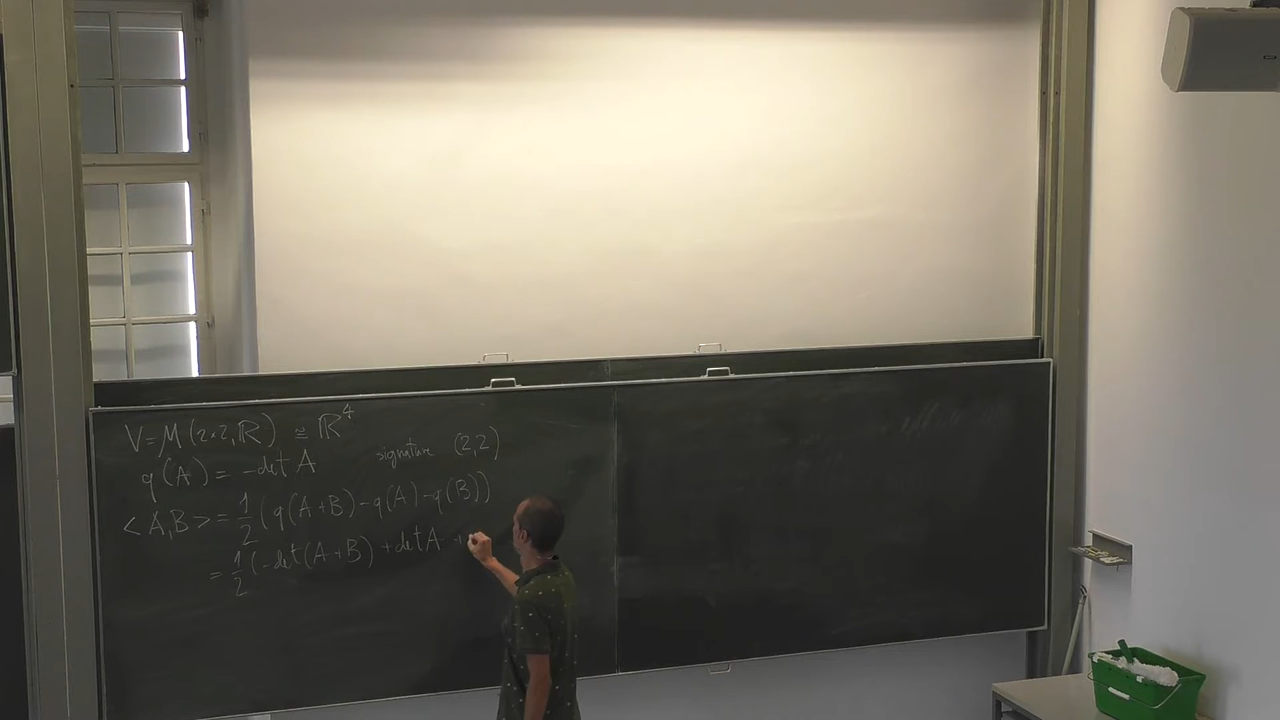 V=M(2×2,ℝ) ≅ ℝ⁴
q(A) = -det A signature (2,2)
<A,B> = 1/2 (q(A+B)-q(A)-q(B))
= 1/2 (-det(A+B) +det A +